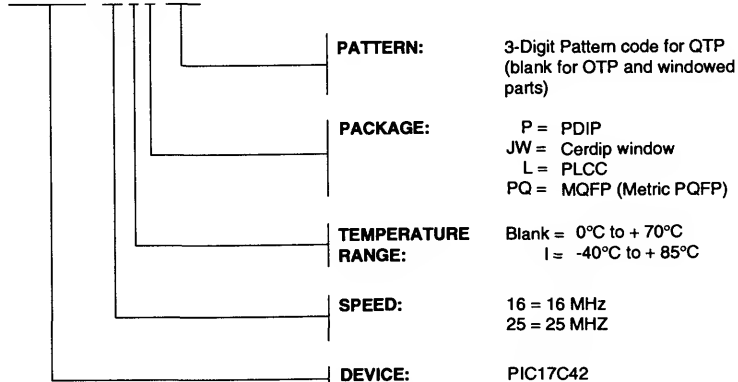 PATTERN: 3-Digit Pattern code for QTP
(blank for OTP and windowed
parts)
PACKAGE: P = PDIP
JW = Cerdip window
L = PLCC
PQ = MQFP (Metric PQFP)
TEMPERATURE Blank = 0°C to + 70°C
RANGE: I = -40°C to + 85°C
SPEED: 16 = 16 MHz
25 = 25 MHZ
DEVICE: PIC17C42